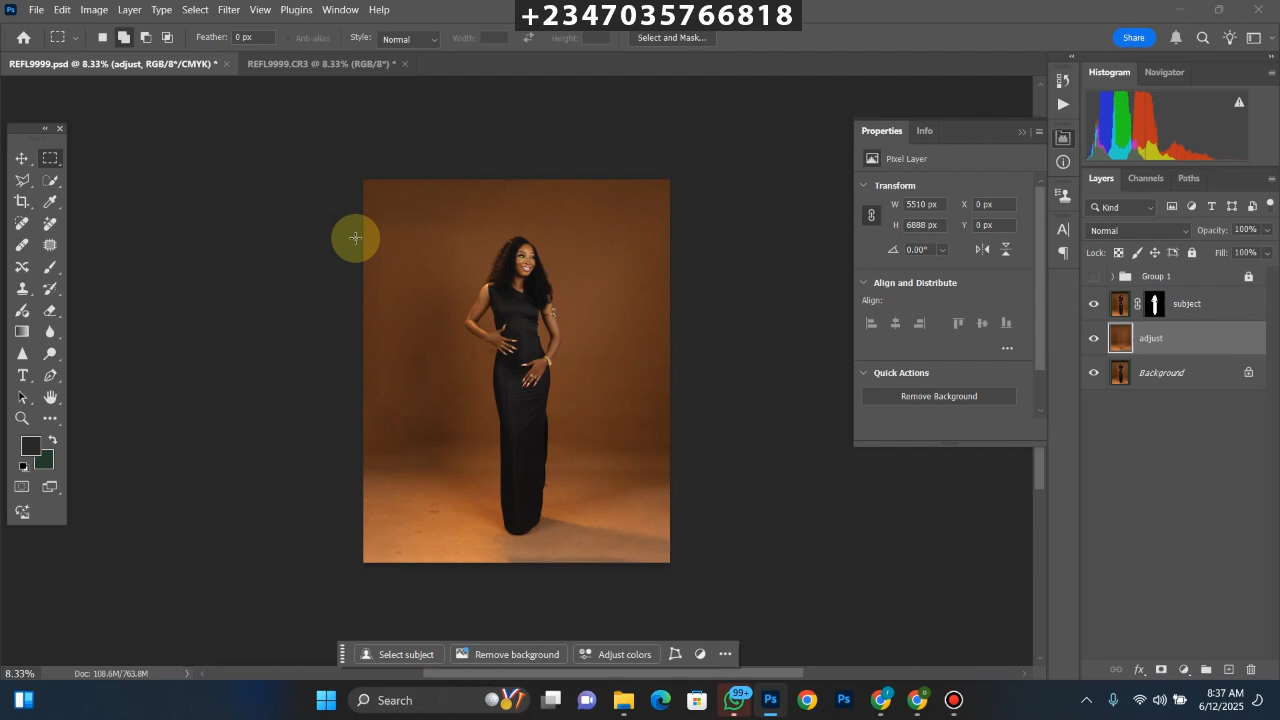 +2347035766818
Ps File Edit Image Layer Type Select Filter View Plugins Window Help
Feather: 0 px Anti-alias Style: Normal Width: Height: Select and Mask... Share
REFL9999.psd @ 8.33% (adjust, RGB/8*/CMYK) * × REFL9999.CR3 @ 8.33% (RGB/8*) * ×
Histogram Navigator
Properties Info
Pixel Layer
Transform
W 5510 px X 0 px
H 6888 px Y 0 px
0.00°
Align and Distribute
Align:
Quick Actions
Remove Background
Layers Channels Paths
Kind
Normal Opacity: 100%
Lock: Fill: 100%
Group 1
subject
adjust
Background
Select subject Remove background Adjust colors
8.33% Doc: 108.6M/763.8M
Search 99+ Ps Ps
8:37 AM
6/12/2025